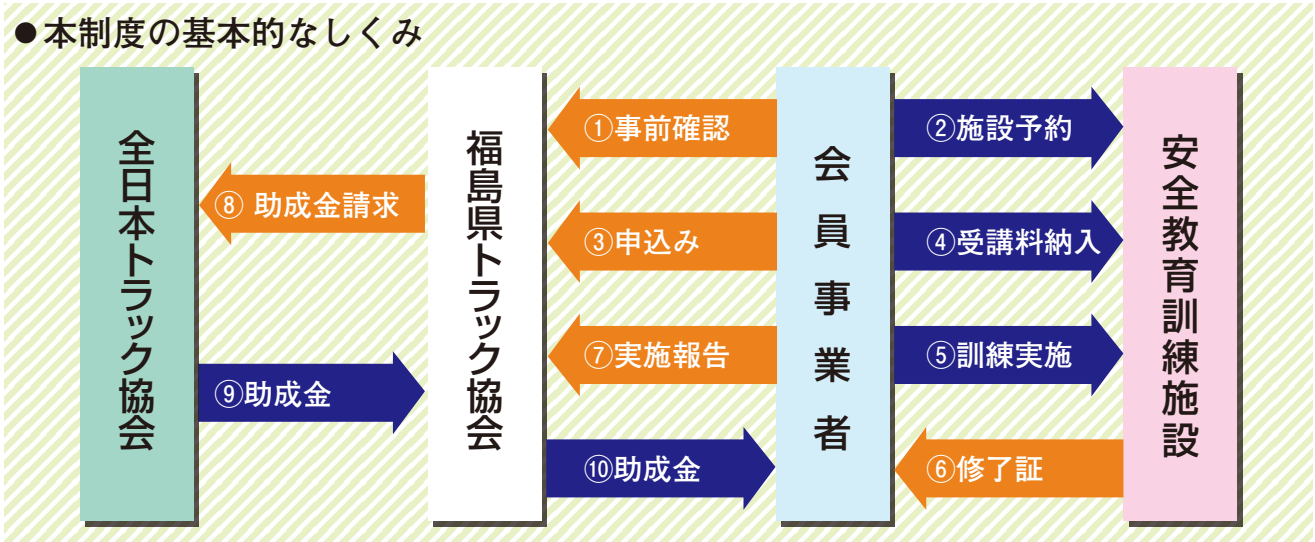 ●本制度の基本的なしくみ
全日本トラック協会
福島県トラック協会
会員事業者
安全教育訓練施設
①事前確認
②施設予約
⑧ 助成金請求
③申込み
④受講料納入
⑦実施報告
⑤訓練実施
⑨助成金
⑩助成金
⑥修了証